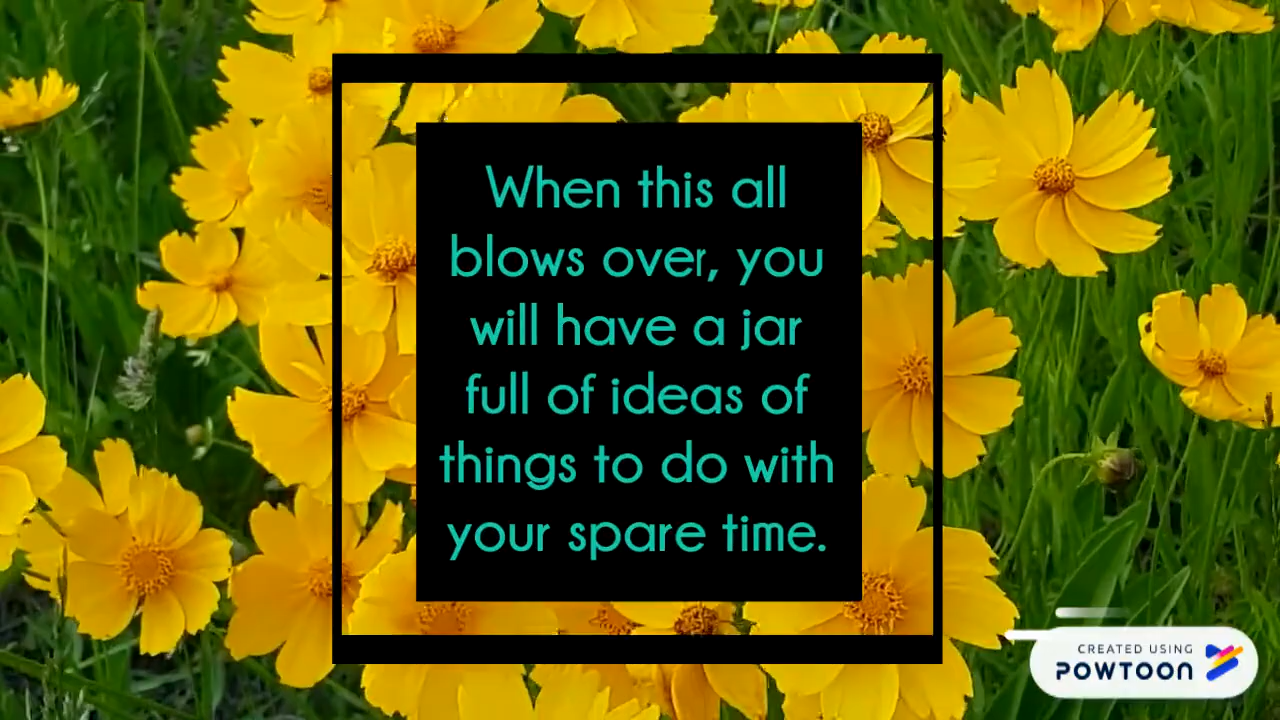 When this all
blows over, you
will have a jar
full of ideas of
things to do with
your spare time.
CREATED USING
POWTOON